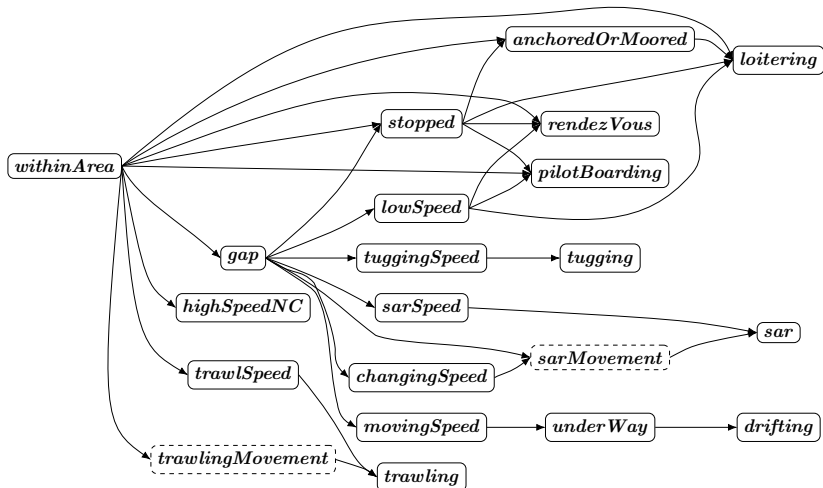 anchoredOrMoored
loitering
stopped
rendezVous
withinArea
pilotBoarding
lowSpeed
gap
tuggingSpeed
tugging
highSpeedNC
sarSpeed
sar
sarMovement
trawlSpeed
changingSpeed
movingSpeed
underWay
drifting
trawlingMovement
trawling